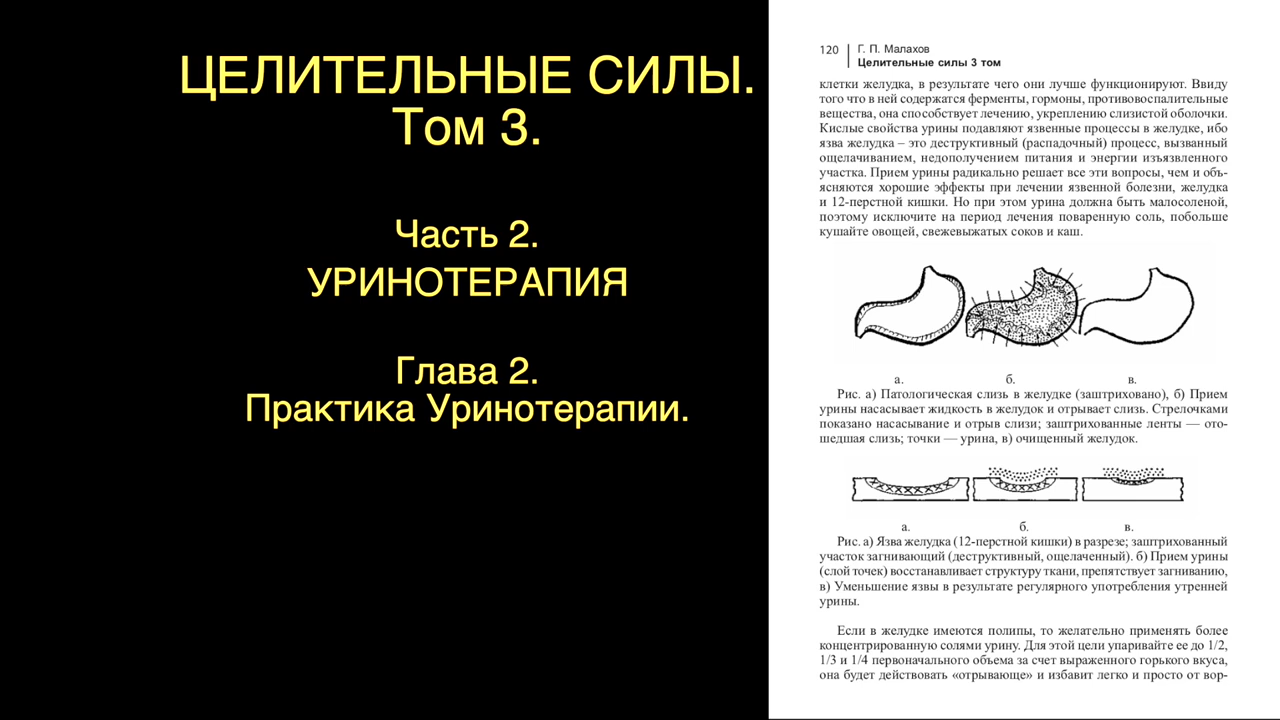 ЦЕЛИТЕЛЬНЫЕ СИЛЫ.
Том 3.
Часть 2.
УРИНОТЕРАПИЯ
Глава 2.
Практика Уринотерапии.
120
Г. П. Малахов
Целительные силы 3 том
клетки желудка, в результате чего они лучше функционируют. Ввиду
того что в ней содержатся ферменты, гормоны, противовоспалительные
вещества, она способствует лечению, укреплению слизистой оболочки.
Кислые свойства урины подавляют язвенные процессы в желудке, ибо
язва желудка – это деструктивный (распадочный) процесс, вызванный
ощелачиванием, недополучением питания и энергии изъязвленного
участка. Прием урины радикально решает все эти вопросы, чем и объ-
ясняются хорошие эффекты при лечении язвенной болезни, желудка
и 12-перстной кишки. Но при этом урина должна быть малосоленой,
поэтому исключите на период лечения поваренную соль, побольше
кушайте овощей, свежевыжатых соков и каш.
а. б. в.
Рис. а) Патологическая слизь в желудке (заштриховано), б) Прием
урины насасывает жидкость в желудок и отрывает слизь. Стрелочками
показано насасывание и отрыв слизи; заштрихованные ленты — ото-
шедшая слизь; точки — урина, в) очищенный желудок.
а. б. в.
Рис. а) Язва желудка (12-перстной кишки) в разрезе; заштрихованный
участок загнивающий (деструктивный, ощелаченный). б) Прием урины
(слой точек) восстанавливает структуру ткани, препятствует загниванию,
в) Уменьшение язвы в результате регулярного употребления утренней
урины.
Если в желудке имеются полипы, то желательно применять более
концентрированную солями урину. Для этой цели упаривайте ее до 1/2,
1/3 и 1/4 первоначального объема за счет выраженного горького вкуса,
она будет действовать «отрывающе» и избавит легко и просто от вор-